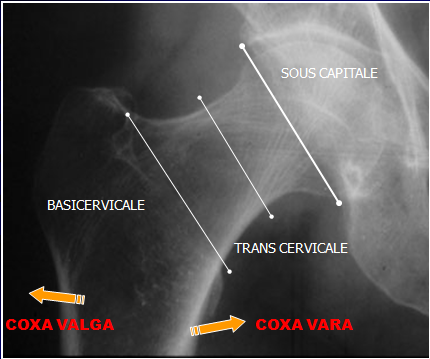 SOUS CAPITALE
BASICERVICALE
TRANS CERVICALE
COXA VALGA
COXA VARA